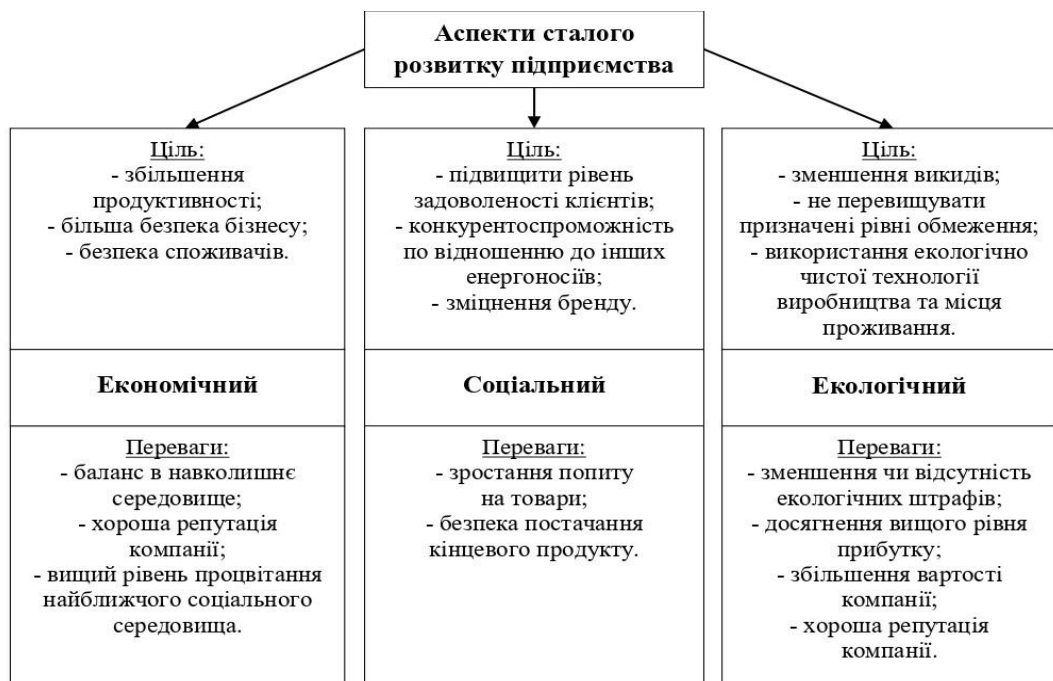 Аспекти сталого
розвитку підприємства
Ціль:
- збільшення
продуктивності;
- більша безпека бізнесу;
- безпека споживачів.
Економічний
Переваги:
- баланс в навколишнє
середовище;
- хороша репутація
компанії;
- вищий рівень процвітання
найближчого соціального
середовища.
Ціль:
- підвищити рівень
задоволеності клієнтів;
- конкурентоспроможність
по відношенню до інших
енергоносіїв;
- зміцнення бренду.
Соціальний
Переваги:
- зростання попиту
на товари;
- безпека постачання
кінцевого продукту.
Ціль:
- зменшення викидів;
- не перевищувати
призначені рівні обмеження;
- використання екологічно
чистої технології
виробництва та місця
проживання.
Екологічний
Переваги:
- зменшення чи відсутність
екологічних штрафів;
- досягнення вищого рівня
прибутку;
- збільшення вартості
компанії;
- хороша репутація
компанії.